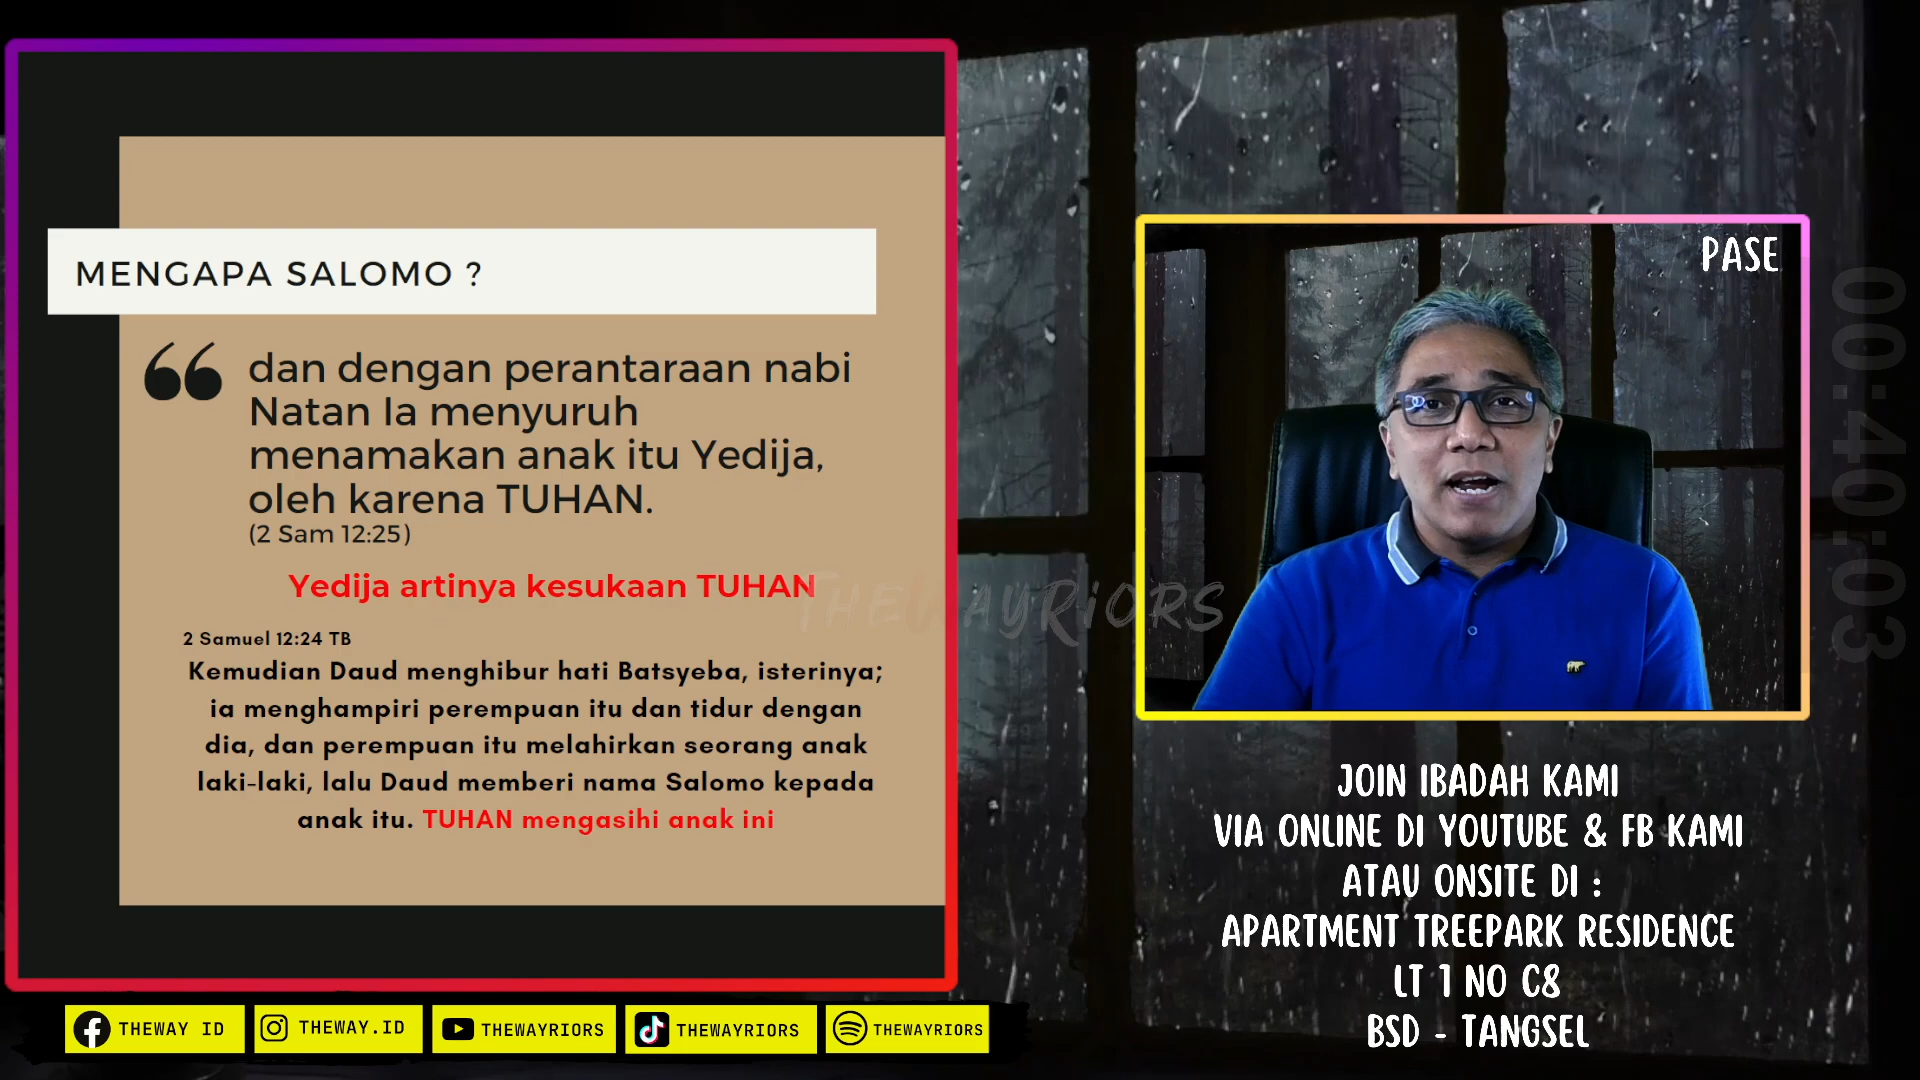 MENGAPA SALOMO ?
dan dengan perantaraan nabi
Natan Ia menyuruh
menamakan anak itu Yedija,
oleh karena TUHAN.
(2 Sam 12:25)
Yedija artinya kesukaan TUHAN
2 Samuel 12:24 TB
Kemudian Daud menghibur hati Batsyeba, isterinya;
ia menghampiri perempuan itu dan tidur dengan
dia, dan perempuan itu melahirkan seorang anak
laki-laki, lalu Daud memberi nama Salomo kepada
anak itu. TUHAN mengasihi anak ini
THEWAYRIORS
PASE
00:40:03
JOIN IBADAH KAMI
VIA ONLINE DI YOUTUBE & FB KAMI
ATAU ONSITE DI :
APARTMENT TREEPARK RESIDENCE
LT 1 NO C8
BSD - TANGSEL
THEWAY ID
THEWAY.ID
THEWAYRIORS
THEWAYRIORS
THEWAYRIORS